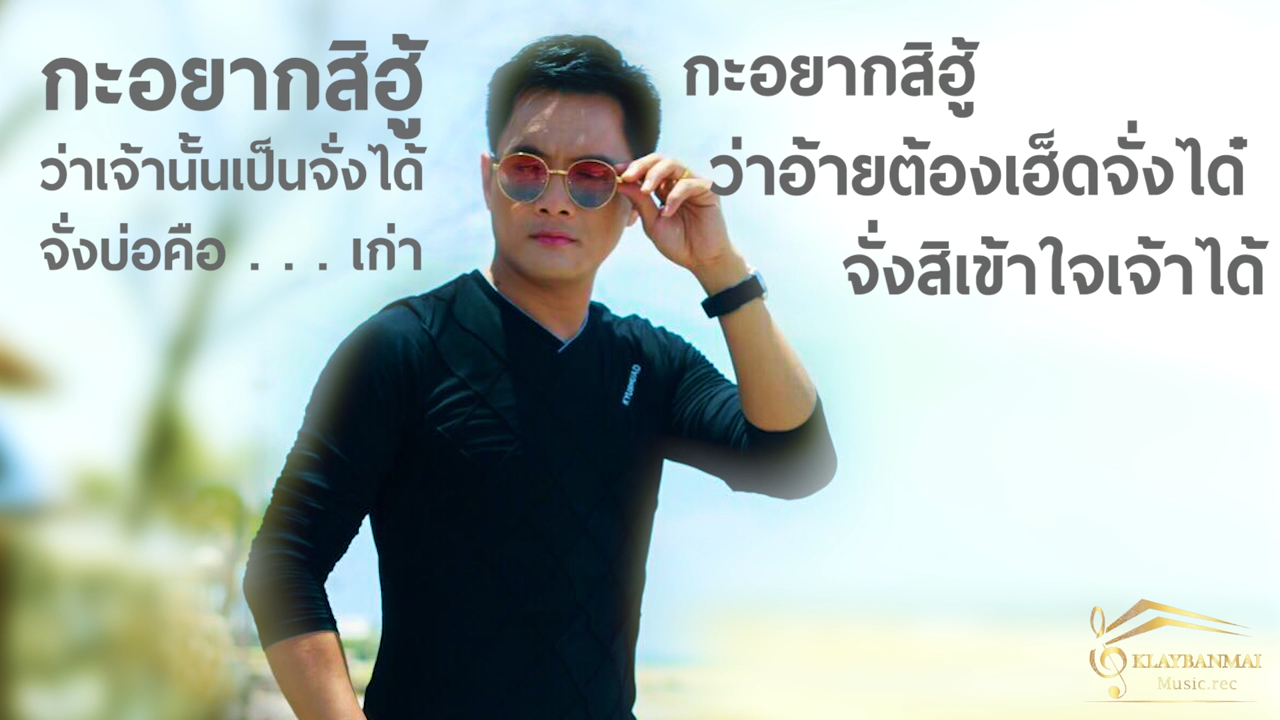 กะอยากสิฮู้
ว่าเจ้านั้นเป็นจั่งได้
จั่งบ่อคือ . . . เก่า
กะอยากสิฮู้
ว่าอ้ายต้องเฮ็ดจั่งได๋
จั่งสิเข้าใจเจ้าได้
KYORHUAD
KLAYBANMAI
Music.rec